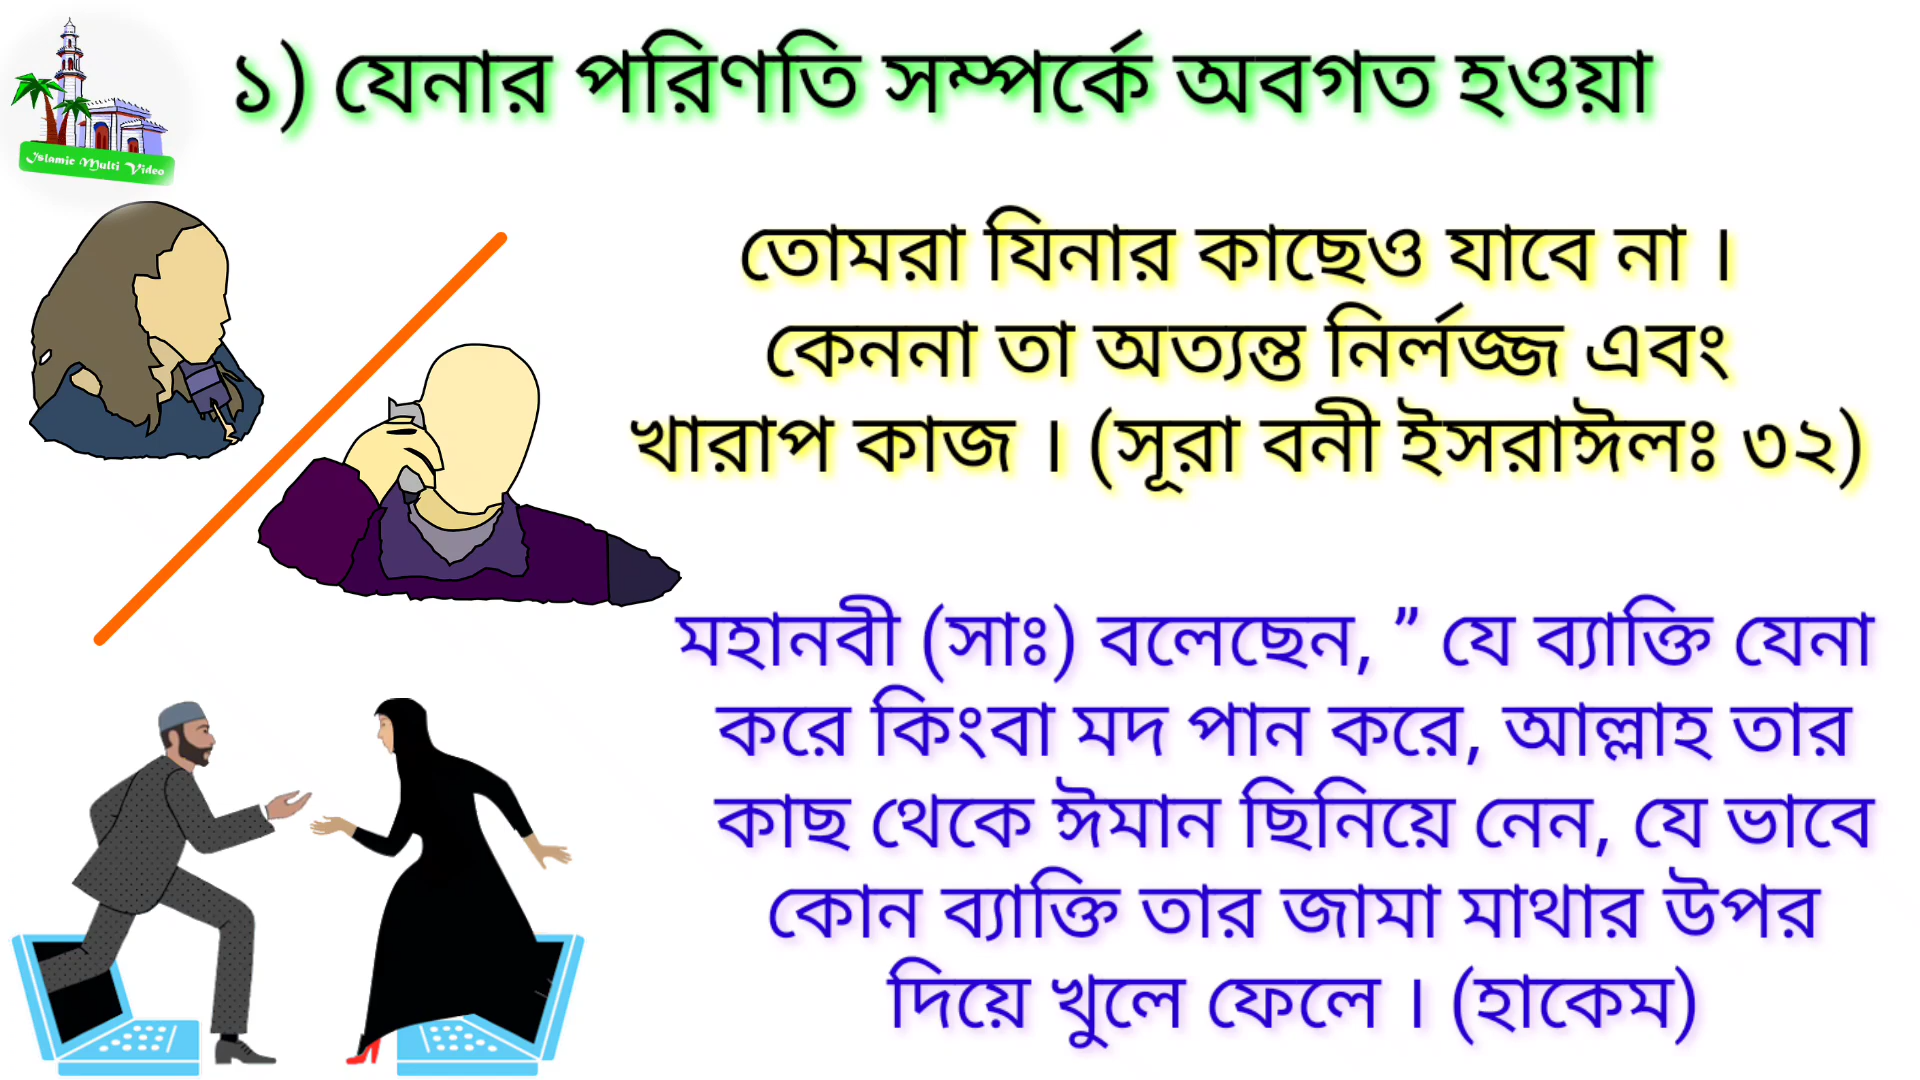 Islamic Multi Video
১) যেনার পরিণতি সম্পর্কে অবগত হওয়া
তোমরা যিনার কাছেও যাবে না ।
কেননা তা অত্যন্ত নির্লজ্জ এবং
খারাপ কাজ । (সূরা বনী ইসরাঈলঃ ৩২)
মহানবী (সাঃ) বলেছেন, ” যে ব্যাক্তি যেনা
করে কিংবা মদ পান করে, আল্লাহ তার
কাছ থেকে ঈমান ছিনিয়ে নেন, যে ভাবে
কোন ব্যাক্তি তার জামা মাথার উপর
দিয়ে খুলে ফেলে । (হাকেম)